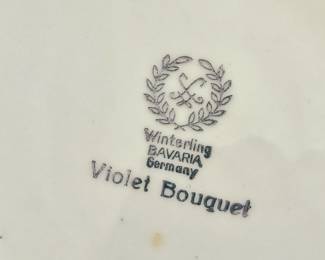 Winterling
BAVARIA
Germany
Violet Bouquet